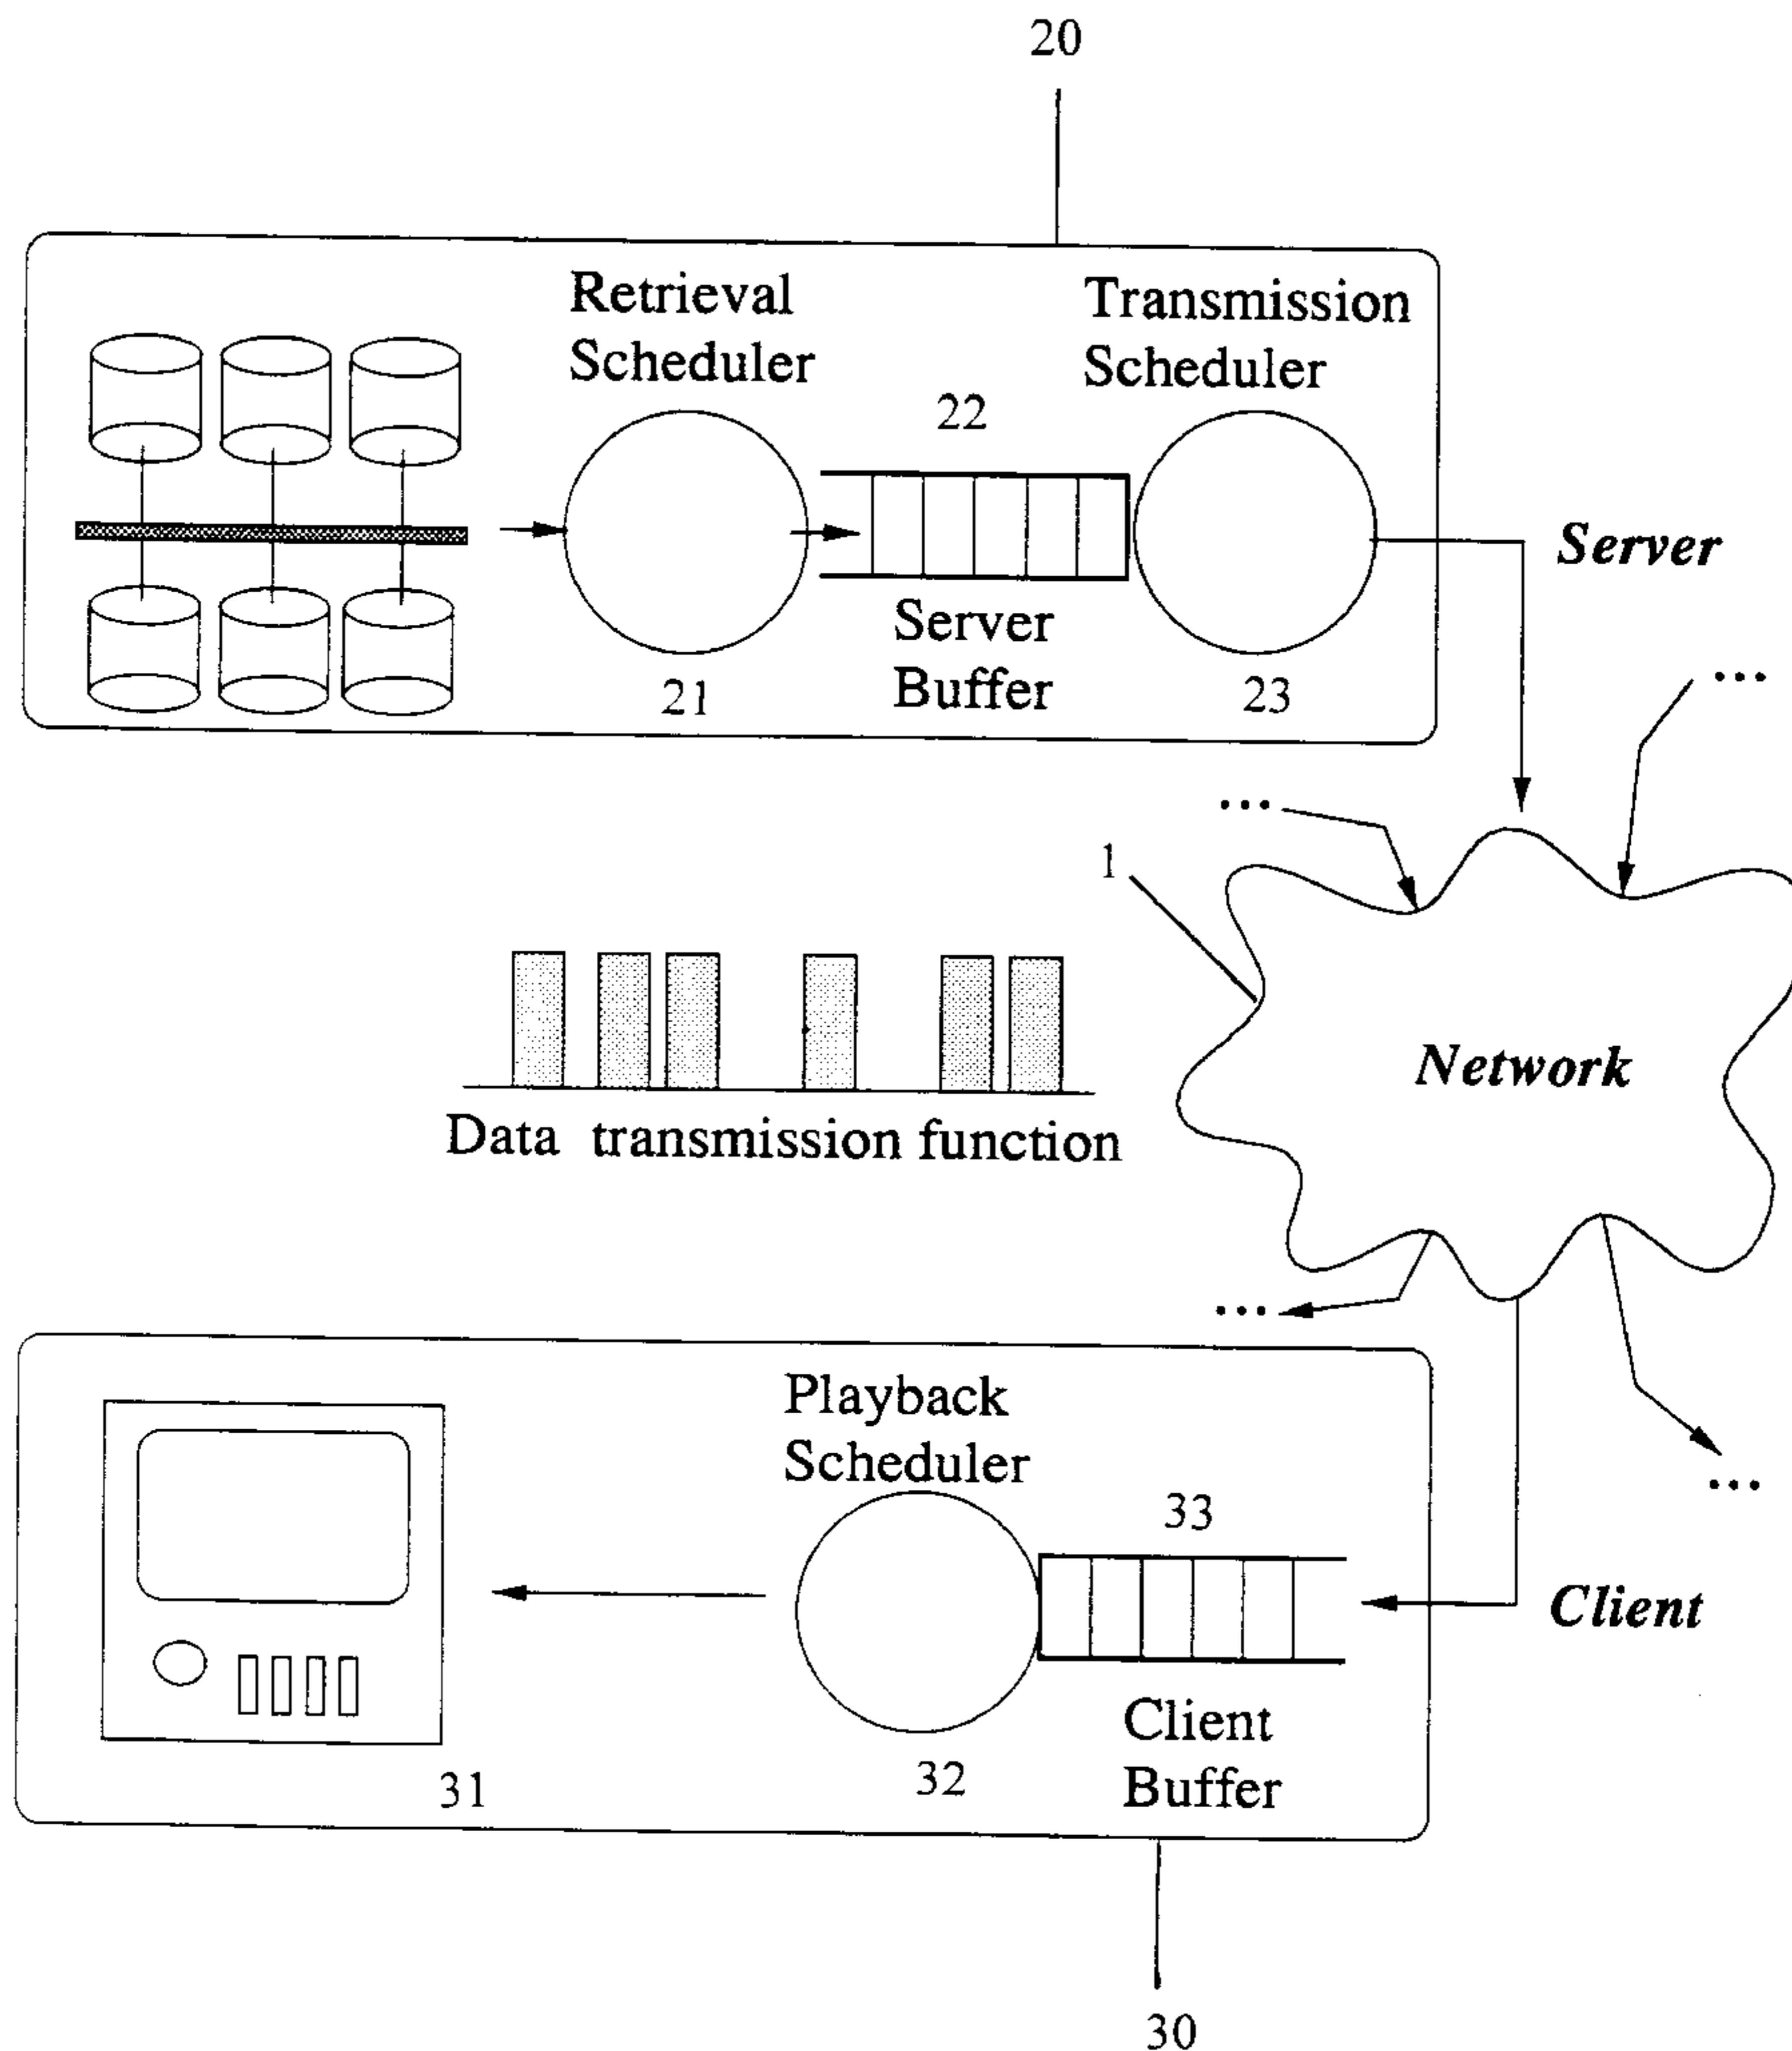 20
Retrieval
Scheduler
Transmission
Scheduler
22
Server
Server
Buffer
21
23
...
...
1
Network
Data transmission function
...
...
Playback
Scheduler
33
Client
Client
Buffer
32
31
30